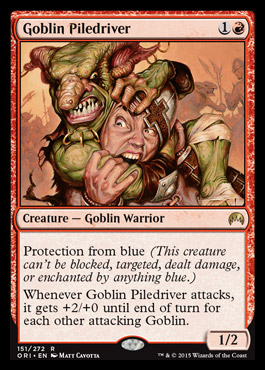 Goblin Piledriver 1
Creature — Goblin Warrior
Protection from blue (This creature
can't be blocked, targeted, dealt damage,
or enchanted by anything blue.)
Whenever Goblin Piledriver attacks,
it gets +2/+0 until end of turn for
each other attacking Goblin.
1/2
151/272 R
ORI • EN MATT CAVOTTA
™ & © 2015 Wizards of the Coast